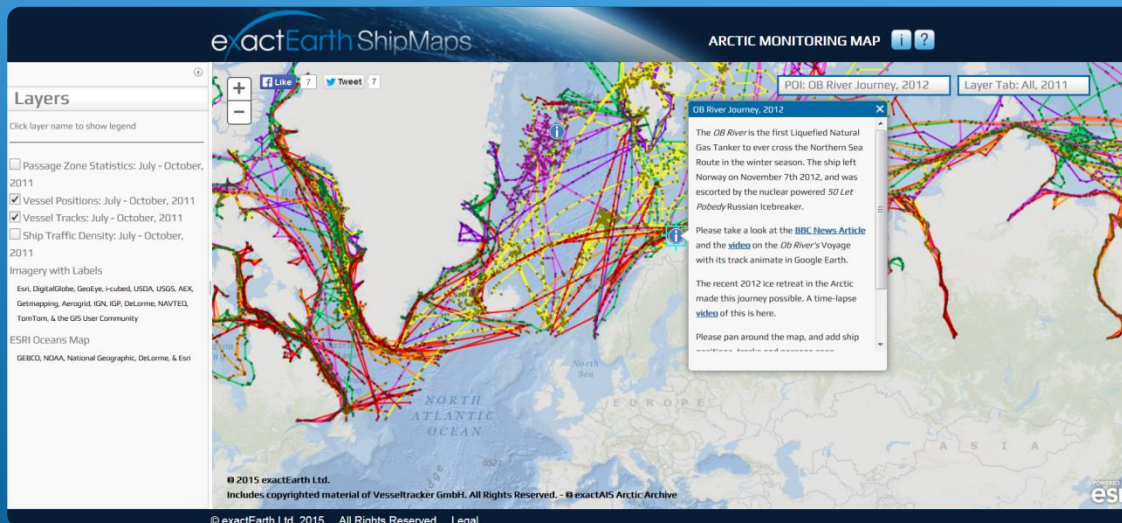 exactEarth ShipMaps
ARCTIC MONITORING MAP i ?
Layers
Click layer name to show legend
Passage Zone Statistics: July - October,
2011
Vessel Positions: July - October, 2011
Vessel Tracks: July - October, 2011
Ship Traffic Density: July - October,
2011
Imagery with Labels
Esri, DigitalGlobe, GeoEye, i-cubed, USDA, USGS, AEX,
Getmapping, Aerogrid, IGN, IGP, DeLorme, NAVTEQ,
TomTom, & the GIS User Community
ESRI Oceans Map
GEBCO, NOAA, National Geographic, DeLorme, & Esri
+
−
Like 7
Tweet 7
POI: OB River Journey, 2012
Layer Tab: All, 2011
OB River Journey, 2012
The OB River is the first Liquefied Natural
Gas Tanker to ever cross the Northern Sea
Route in the winter season. The ship left
Norway on November 7th 2012, and was
escorted by the nuclear powered 50 Let
Pobedy Russian Icebreaker.
Please take a look at the BBC News Article
and the video on the Ob River's Voyage
with its track animate in Google Earth.
The recent 2012 ice retreat in the Arctic
made this journey possible. A time-lapse
video of this is here.
Please pan around the map, and add ship
North
Sea
EUROPE
ASIA
NORTH
ATLANTIC
OCEAN
© 2015 exactEarth Ltd.
Includes copyrighted material of Vesseltracker GmbH. All Rights Reserved. - © exactAIS Arctic Archive
POWERED
es
© exactEarth Ltd. 2015 All Rights Reserved Legal